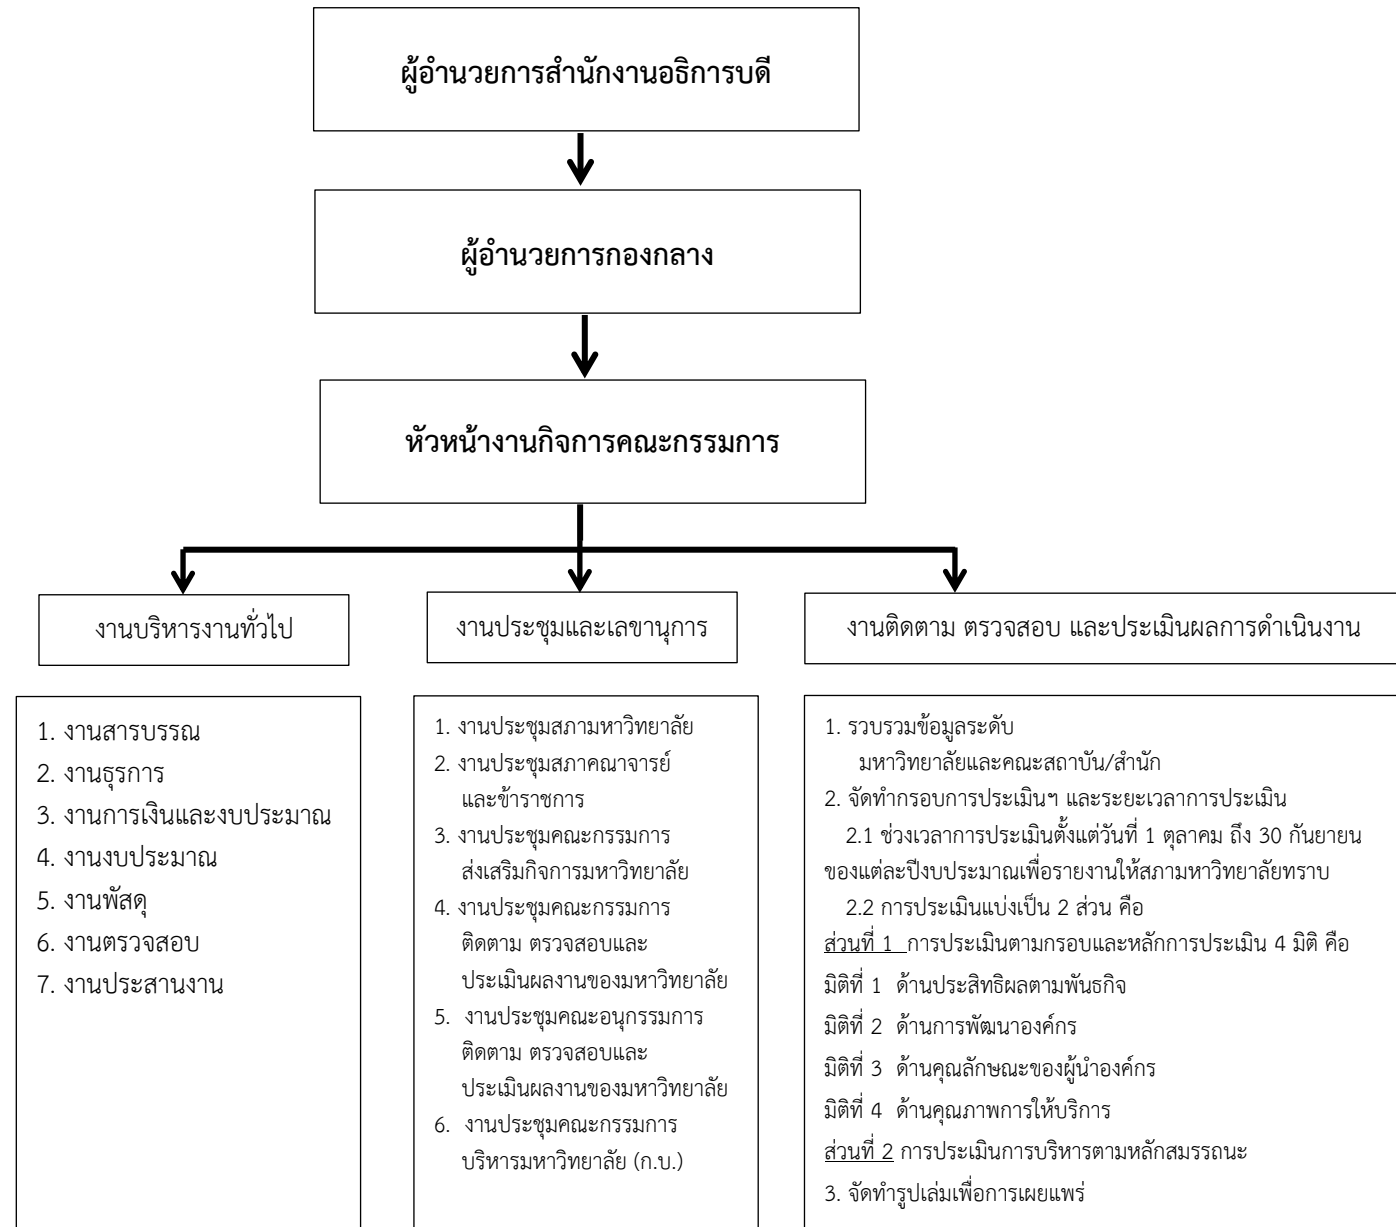 ผู้อำนวยการสำนักงานอธิการบดี
ผู้อำนวยการกองกลาง
หัวหน้างานกิจการคณะกรรมการ
งานบริหารงานทั่วไป
1. งานสารบรรณ
2. งานธุรการ
3. งานการเงินและงบประมาณ
4. งานงบประมาณ
5. งานพัสดุ
6. งานตรวจสอบ
7. งานประสานงาน
งานประชุมและเลขานุการ
1. งานประชุมสภามหาวิทยาลัย
2. งานประชุมสภาคณาจารย์
และข้าราชการ
3. งานประชุมคณะกรรมการ
ส่งเสริมกิจการมหาวิทยาลัย
4. งานประชุมคณะกรรมการ
ติดตาม ตรวจสอบและ
ประเมินผลงานของมหาวิทยาลัย
5. งานประชุมคณะอนุกรรมการ
ติดตาม ตรวจสอบและ
ประเมินผลงานของมหาวิทยาลัย
6. งานประชุมคณะกรรมการ
บริหารมหาวิทยาลัย (ก.บ.)
งานติดตาม ตรวจสอบ และประเมินผลการดำเนินงาน
1. รวบรวมข้อมูลระดับ
มหาวิทยาลัยและคณะสถาบัน/สำนัก
2. จัดทำกรอบการประเมินฯ และระยะเวลาการประเมิน
2.1 ช่วงเวลาการประเมินตั้งแต่วันที่ 1 ตุลาคม ถึง 30 กันยายน
ของแต่ละปีงบประมาณเพื่อรายงานให้สภามหาวิทยาลัยทราบ
2.2 การประเมินแบ่งเป็น 2 ส่วน คือ
ส่วนที่ 1 การประเมินตามกรอบและหลักการประเมิน 4 มิติ คือ
มิติที่ 1 ด้านประสิทธิผลตามพันธกิจ
มิติที่ 2 ด้านการพัฒนาองค์กร
มิติที่ 3 ด้านคุณลักษณะของผู้นำองค์กร
มิติที่ 4 ด้านคุณภาพการให้บริการ
ส่วนที่ 2 การประเมินการบริหารตามหลักสมรรถนะ
3. จัดทำรูปเล่มเพื่อการเผยแพร่